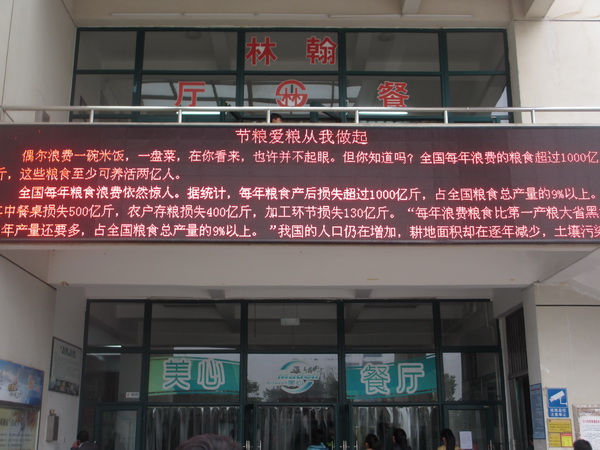 林翰
厅 餐
节粮爱粮从我做起
偶尔浪费一碗米饭，一盘菜，在你看来，也许并不起眼。但你知道吗？全国每年浪费的粮食超过1000亿
斤，这些粮食至少可养活两亿人。
全国每年粮食浪费依然惊人。据统计，每年粮食产后损失超过1000亿斤，占全国粮食总产量的9%以上。
中餐桌损失500亿斤，农户存粮损失400亿斤，加工环节损失130亿斤。“每年浪费粮食比第一产粮大省黑
年产量还要多，占全国粮食总产量的9%以上。”我国的人口仍在增加，耕地面积却在逐年减少，土壤污染
美心 餐厅